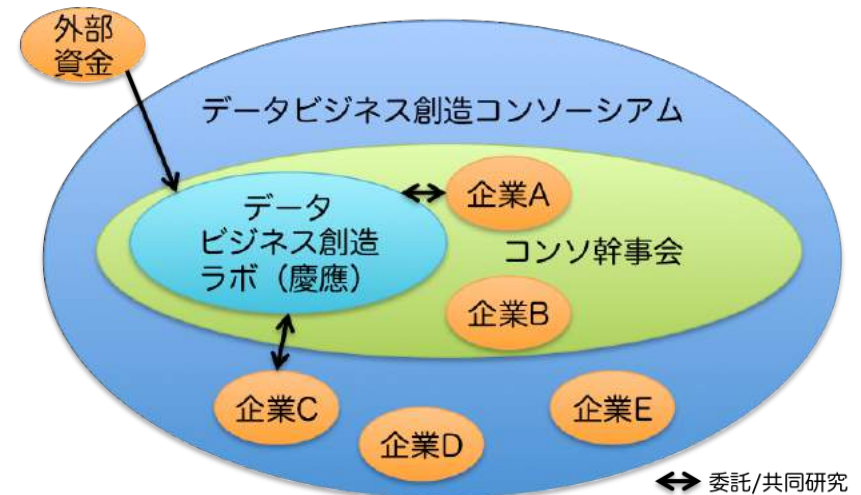 外部
資金
データビジネス創造コンソーシアム
企業A
データ
ビジネス創造
ラボ（慶應）
コンソ幹事会
企業B
企業C
企業E
企業D
委託/共同研究